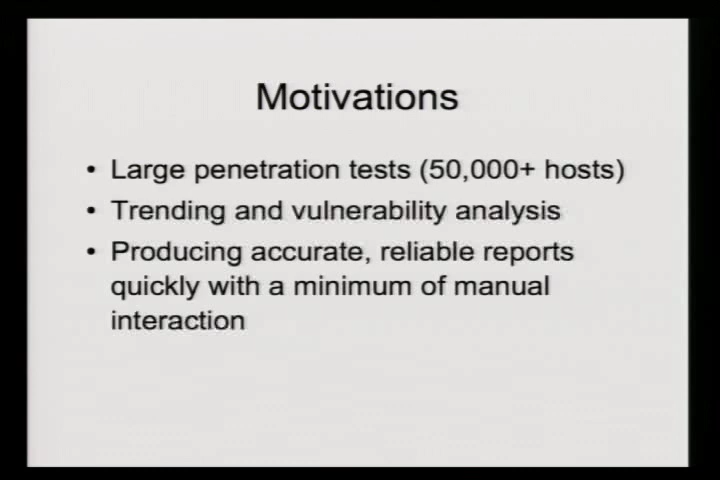 Motivations
• Large penetration tests (50,000+ hosts)
• Trending and vulnerability analysis
• Producing accurate, reliable reports
quickly with a minimum of manual
interaction